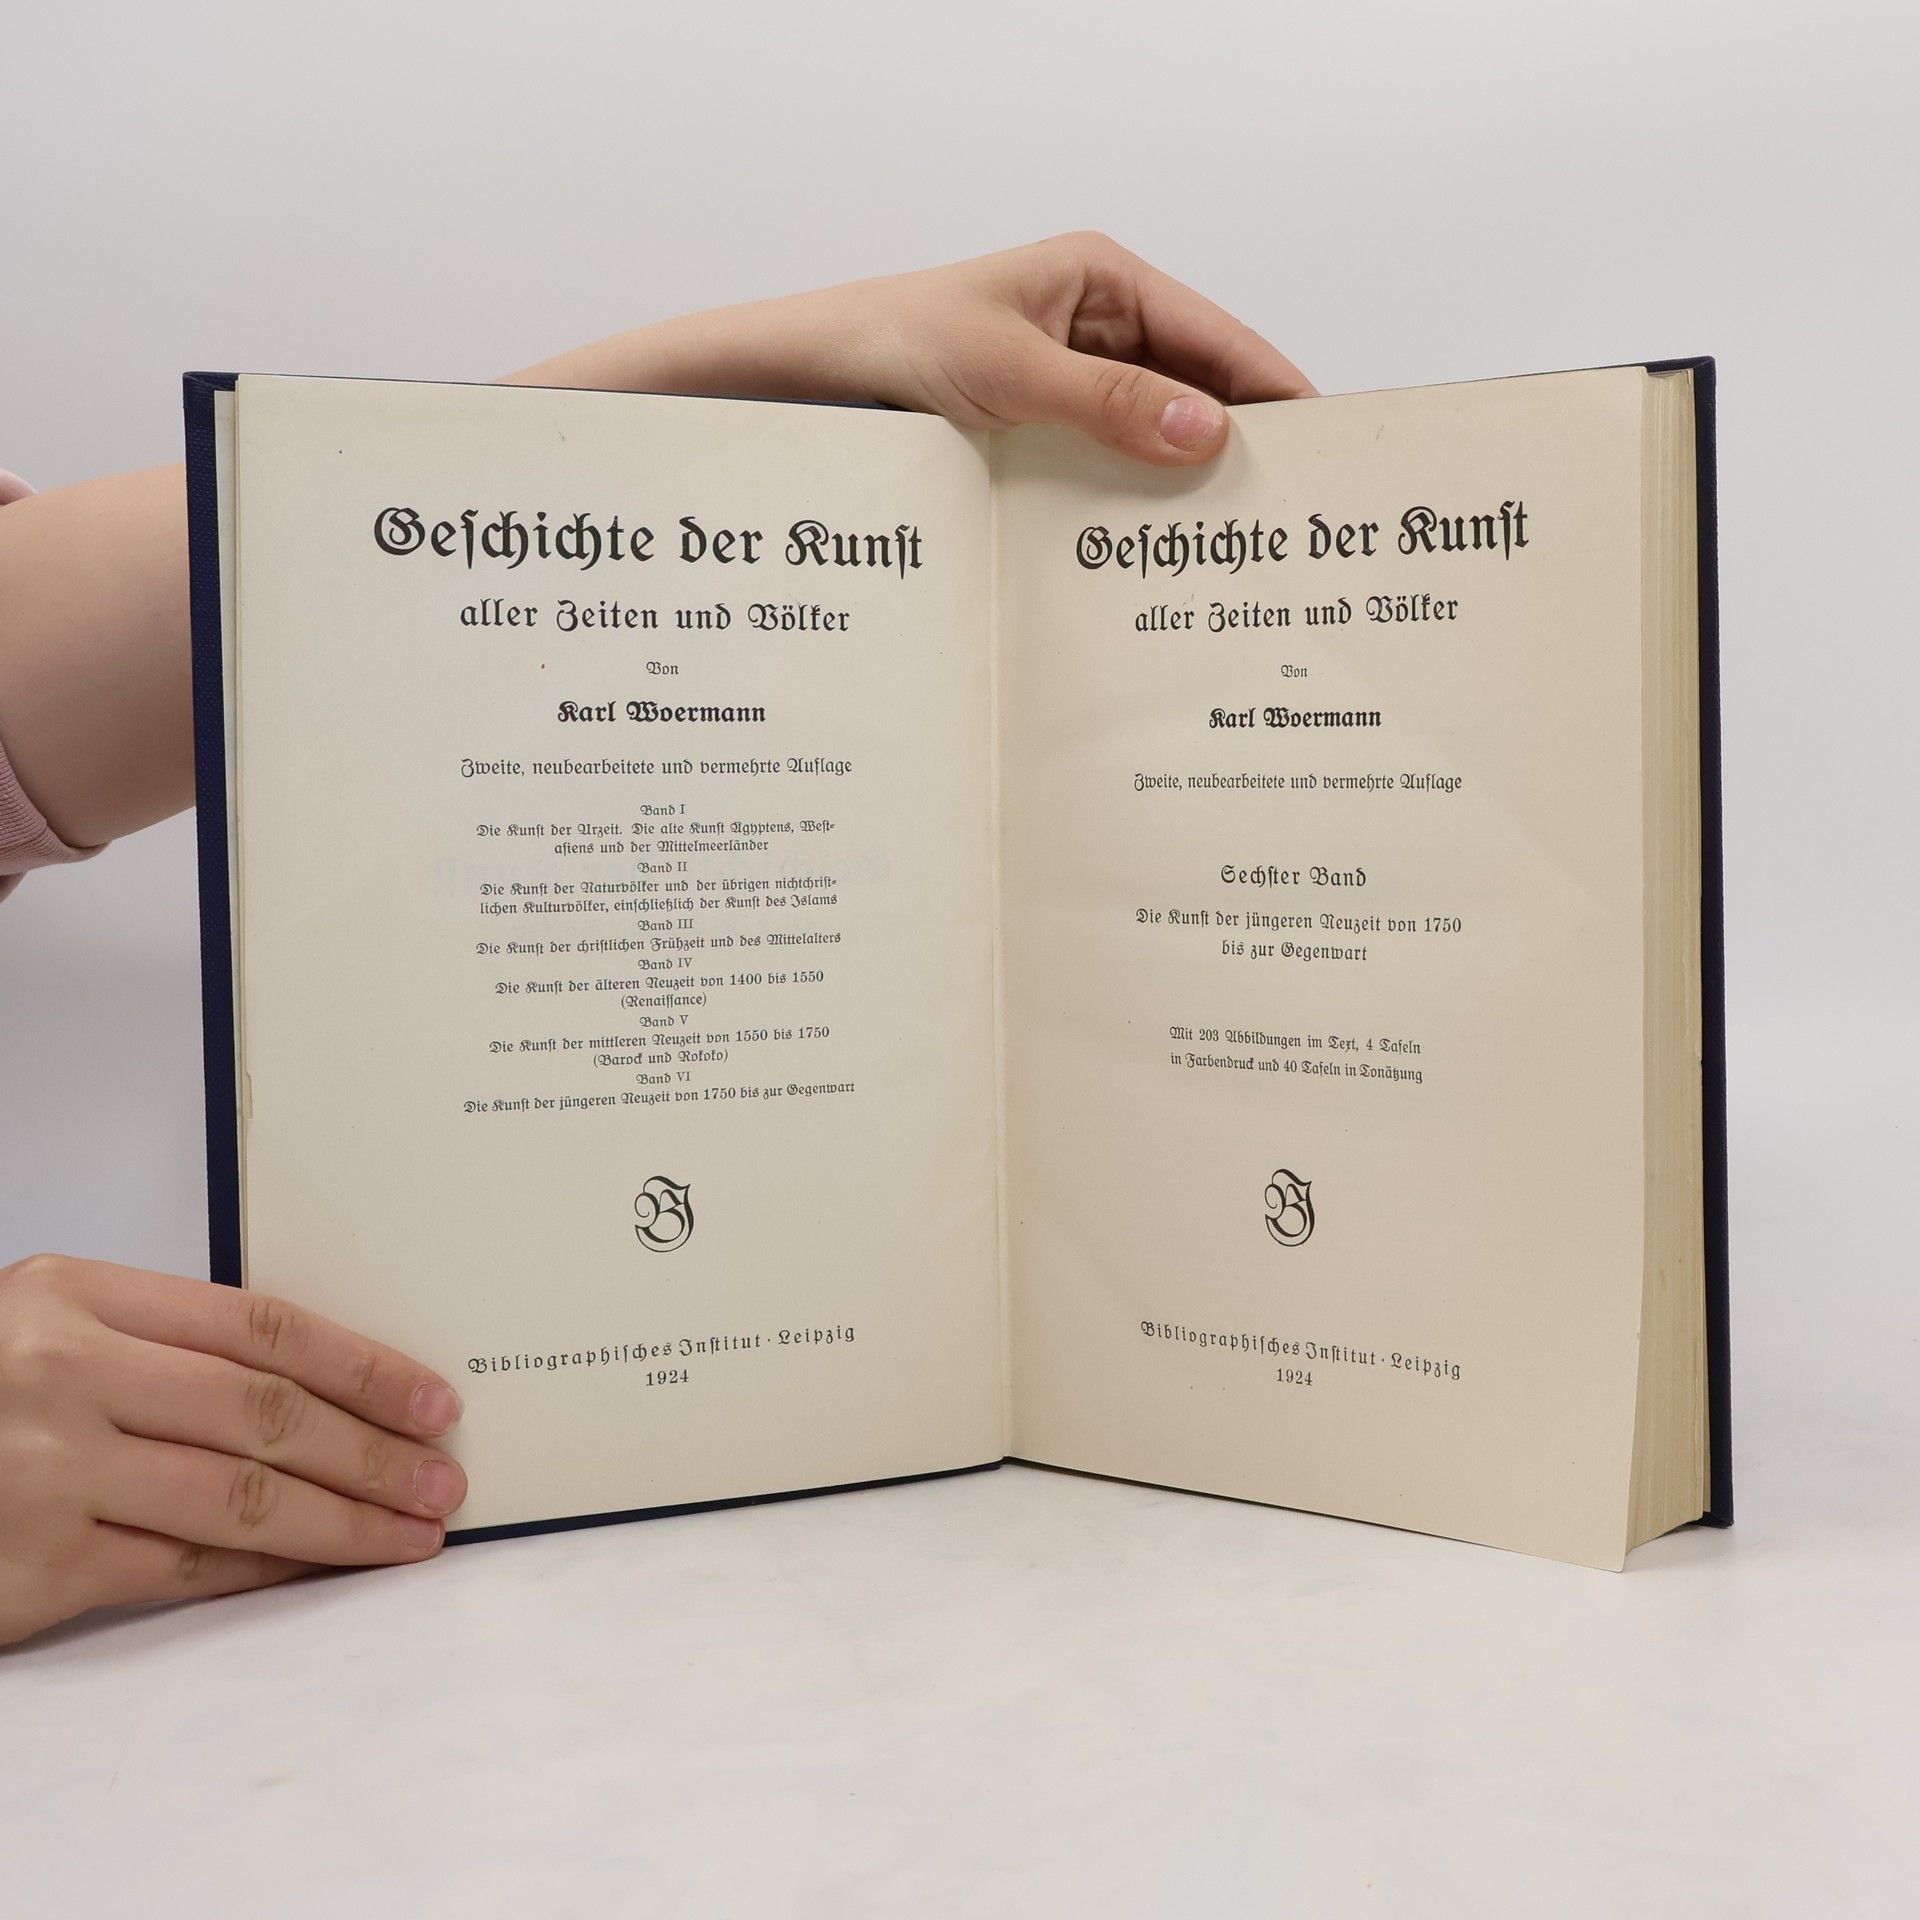 Geſchichte der Kunſt
aller Zeiten und Völker
Von
Karl Woermann
Zweite, neubearbeitete und vermehrte Auflage
Band I
Die Kunſt der Urzeit. Die alte Kunſt Ägyptens, Weſt-
aſiens und der Mittelmeerländer
Band II
Die Kunſt der Naturvölker und der übrigen nichtchriſt-
lichen Kulturvölker, einſchließlich der Kunſt des Islams
Band III
Die Kunſt der chriſtlichen Frühzeit und des Mittelalters
Band IV
Die Kunſt der älteren Neuzeit von 1400 bis 1550
(Renaiſſance)
Band V
Die Kunſt der mittleren Neuzeit von 1550 bis 1750
(Barock und Rokoko)
Band VI
Die Kunſt der jüngeren Neuzeit von 1750 bis zur Gegenwart
BI
Bibliographiſches Inſtitut · Leipzig
1924
Geſchichte der Kunſt
aller Zeiten und Völker
Von
Karl Woermann
Zweite, neubearbeitete und vermehrte Auflage
Sechſter Band
Die Kunſt der jüngeren Neuzeit von 1750
bis zur Gegenwart
Mit 203 Abbildungen im Text, 4 Tafeln
in Farbendruck und 40 Tafeln in Tonätzung
BI
Bibliographiſches Inſtitut · Leipzig
1924